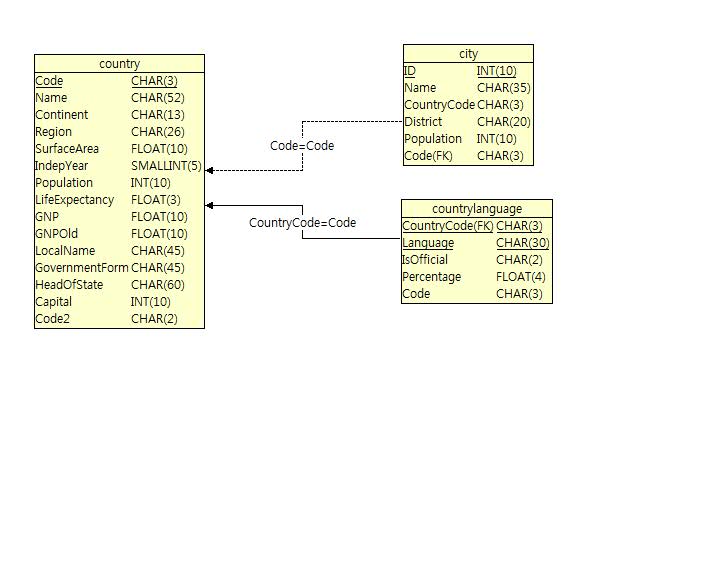 country
Code CHAR(3)
Name CHAR(52)
Continent CHAR(13)
Region CHAR(26)
SurfaceArea FLOAT(10)
IndepYear SMALLINT(5)
Population INT(10)
LifeExpectancy FLOAT(3)
GNP FLOAT(10)
GNPOld FLOAT(10)
LocalName CHAR(45)
GovernmentForm CHAR(45)
HeadOfState CHAR(60)
Capital INT(10)
Code2 CHAR(2)
Code=Code
CountryCode=Code
city
ID INT(10)
Name CHAR(35)
CountryCode CHAR(3)
District CHAR(20)
Population INT(10)
Code(FK) CHAR(3)
countrylanguage
CountryCode(FK) CHAR(3)
Language CHAR(30)
IsOfficial CHAR(2)
Percentage FLOAT(4)
Code CHAR(3)